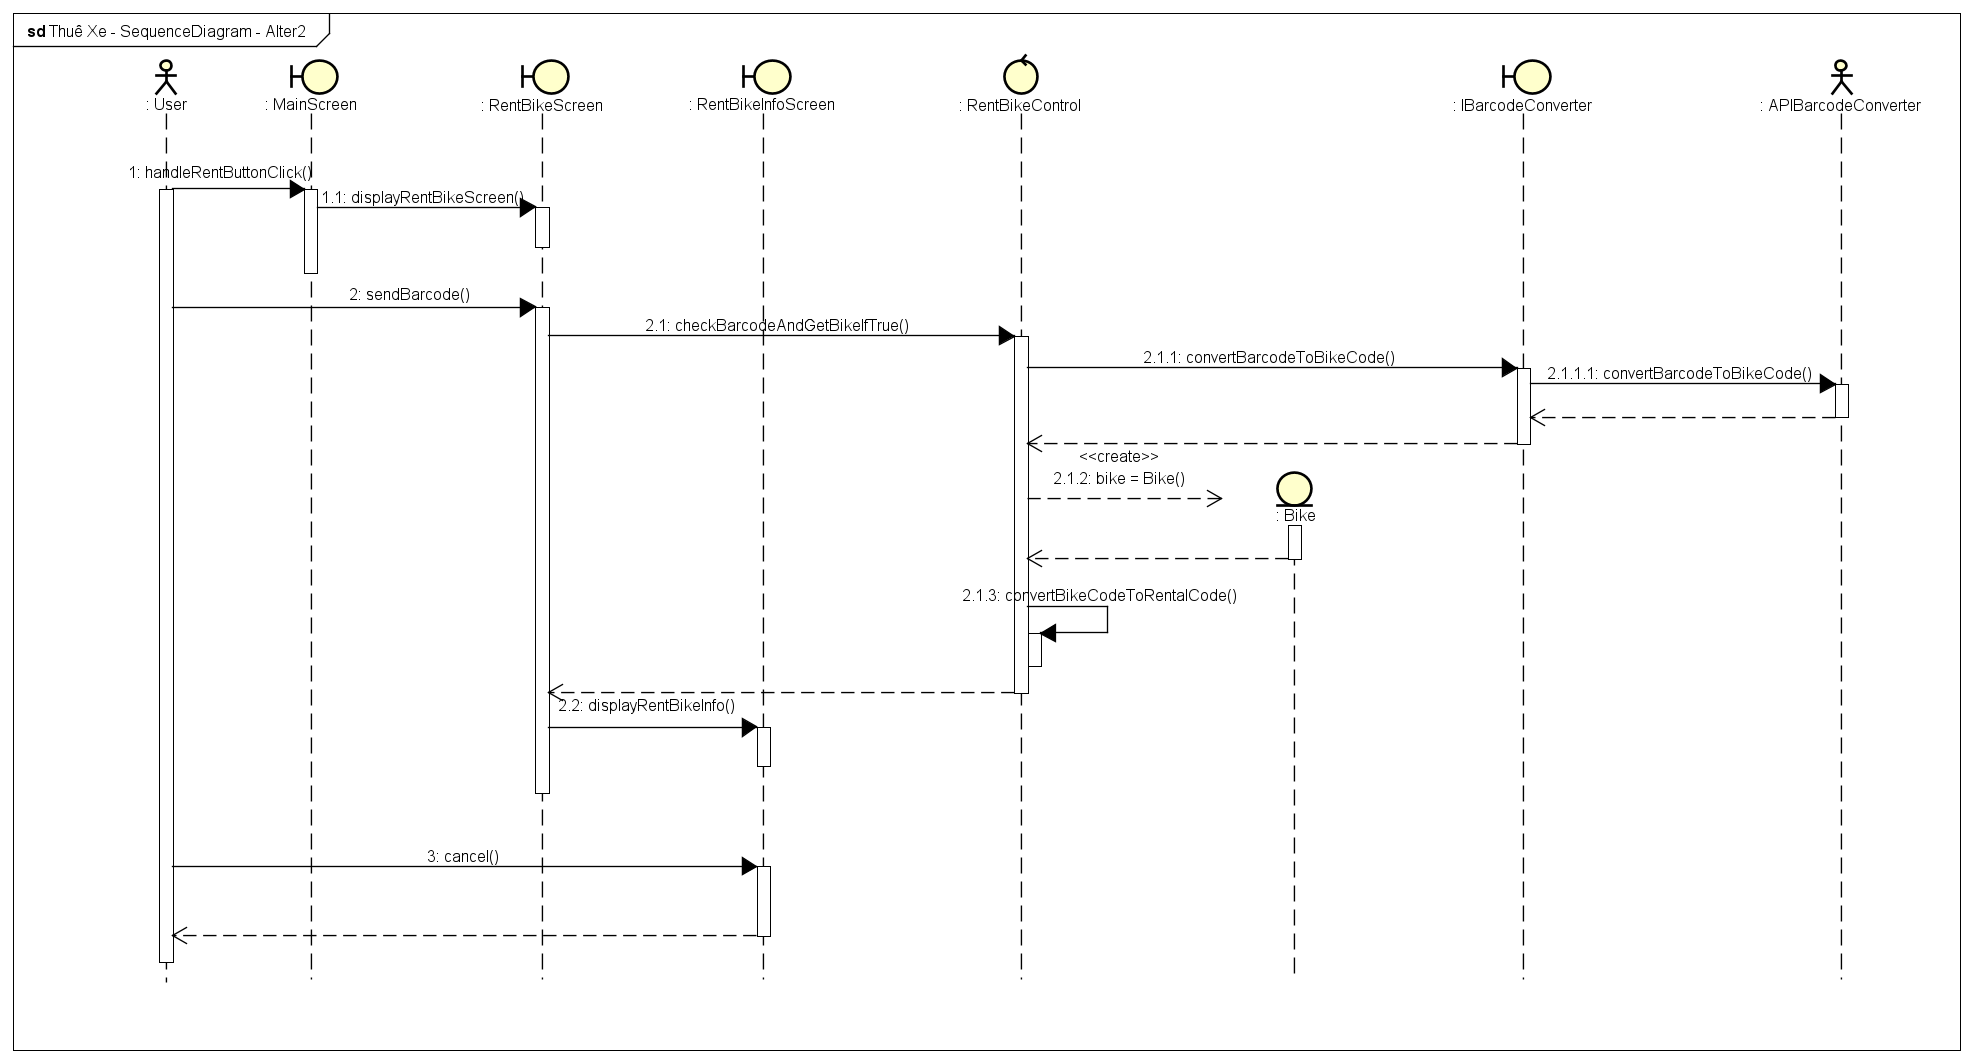 sd Thuê Xe - SequenceDiagram - Alter2
: User
: MainScreen
: RentBikeScreen
: RentBikeInfoScreen
: RentBikeControl
: IBarcodeConverter
: APIBarcodeConverter
1: handleRentButtonClick()
1.1: displayRentBikeScreen()
2: sendBarcode()
2.1: checkBarcodeAndGetBikeIfTrue()
2.1.1: convertBarcodeToBikeCode()
2.1.1.1: convertBarcodeToBikeCode()
<<create>>
2.1.2: bike = Bike()
: Bike
2.1.3: convertBikeCodeToRentalCode()
2.2: displayRentBikeInfo()
3: cancel()